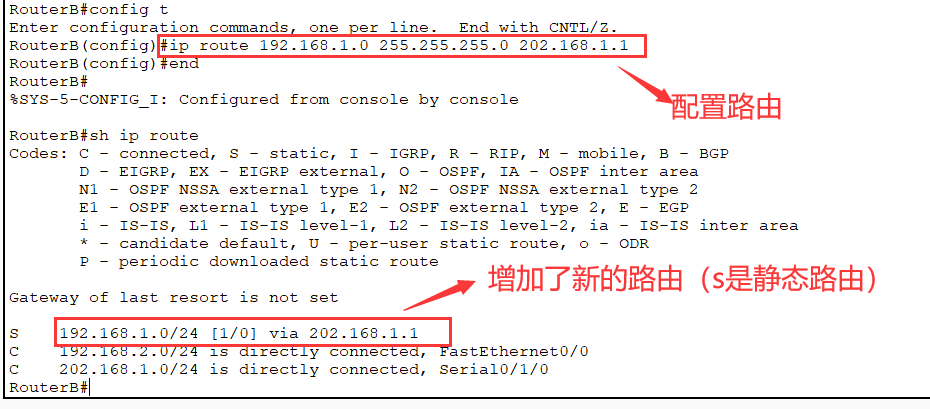 RouterB#config t
Enter configuration commands, one per line.  End with CNTL/Z.
RouterB(config)#ip route 192.168.1.0 255.255.255.0 202.168.1.1
RouterB(config)#end
RouterB#
%SYS-5-CONFIG_I: Configured from console by console
配置路由
RouterB#sh ip route
Codes: C - connected, S - static, I - IGRP, R - RIP, M - mobile, B - BGP
       D - EIGRP, EX - EIGRP external, O - OSPF, IA - OSPF inter area
       N1 - OSPF NSSA external type 1, N2 - OSPF NSSA external type 2
       E1 - OSPF external type 1, E2 - OSPF external type 2, E - EGP
       i - IS-IS, L1 - IS-IS level-1, L2 - IS-IS level-2, ia - IS-IS inter area
       * - candidate default, U - per-user static route, o - ODR
       P - periodic downloaded static route
增加了新的路由（s是静态路由）
Gateway of last resort is not set
S    192.168.1.0/24 [1/0] via 202.168.1.1
C    192.168.2.0/24 is directly connected, FastEthernet0/0
C    202.168.1.0/24 is directly connected, Serial0/1/0
RouterB#